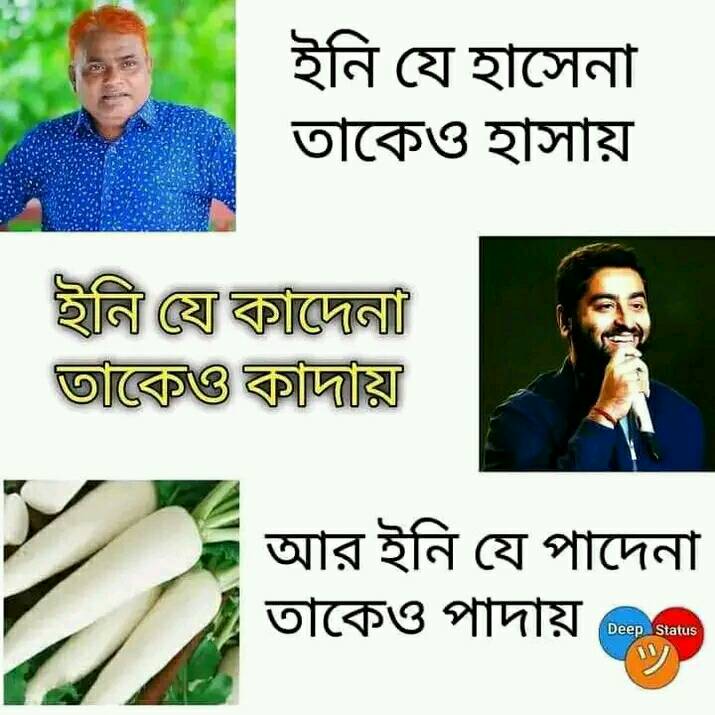 ইনি যে হাসেনা
তাকেও হাসায়
ইনি যে কাদেনা
তাকেও কাদায়
আর ইনি যে পাদেনা
তাকেও পাদায়
Deep Status